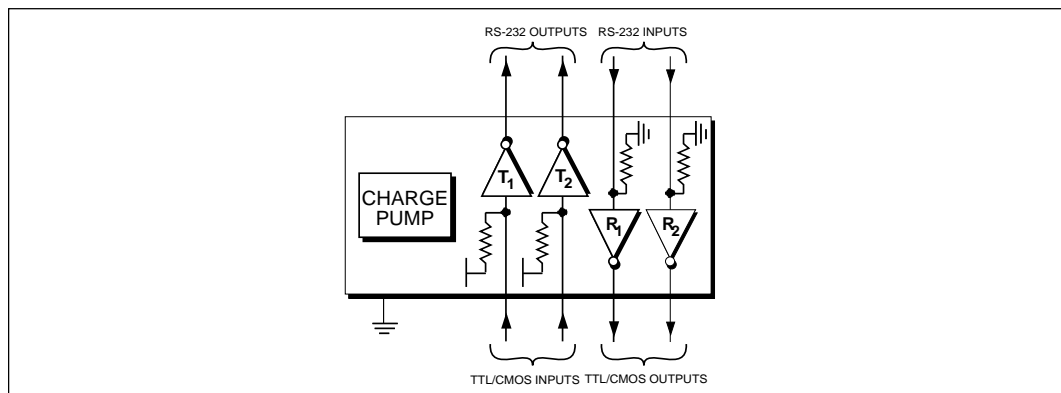 RS-232 OUTPUTS
RS-232 INPUTS
T1
T2
CHARGE
PUMP
R1
R2
TTL/CMOS INPUTS
TTL/CMOS OUTPUTS